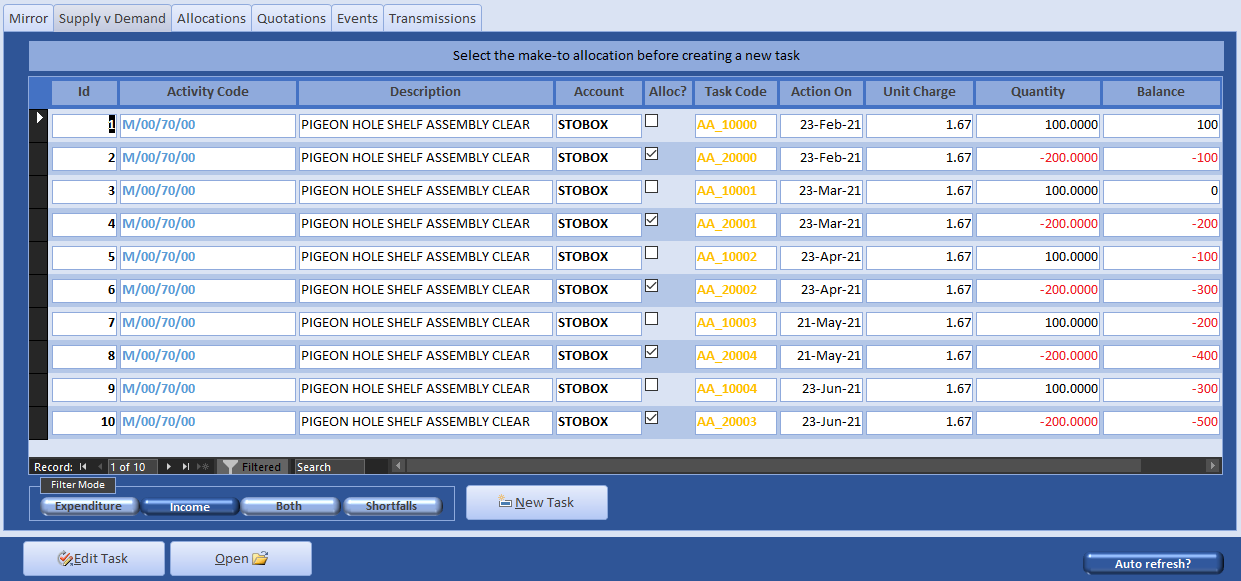 Mirror Supply v Demand Allocations Quotations Events Transmissions
Select the make-to allocation before creating a new task
Id Activity Code Description Account Alloc? Task Code Action On Unit Charge Quantity Balance
1 M/00/70/00 PIGEON HOLE SHELF ASSEMBLY CLEAR STOBOX AA_10000 23-Feb-21 1.67 100.0000 100
2 M/00/70/00 PIGEON HOLE SHELF ASSEMBLY CLEAR STOBOX AA_20000 23-Feb-21 1.67 -200.0000 -100
3 M/00/70/00 PIGEON HOLE SHELF ASSEMBLY CLEAR STOBOX AA_10001 23-Mar-21 1.67 100.0000 0
4 M/00/70/00 PIGEON HOLE SHELF ASSEMBLY CLEAR STOBOX AA_20001 23-Mar-21 1.67 -200.0000 -200
5 M/00/70/00 PIGEON HOLE SHELF ASSEMBLY CLEAR STOBOX AA_10002 23-Apr-21 1.67 100.0000 -100
6 M/00/70/00 PIGEON HOLE SHELF ASSEMBLY CLEAR STOBOX AA_20002 23-Apr-21 1.67 -200.0000 -300
7 M/00/70/00 PIGEON HOLE SHELF ASSEMBLY CLEAR STOBOX AA_10003 21-May-21 1.67 100.0000 -200
8 M/00/70/00 PIGEON HOLE SHELF ASSEMBLY CLEAR STOBOX AA_20004 21-May-21 1.67 -200.0000 -400
9 M/00/70/00 PIGEON HOLE SHELF ASSEMBLY CLEAR STOBOX AA_10004 23-Jun-21 1.67 100.0000 -300
10 M/00/70/00 PIGEON HOLE SHELF ASSEMBLY CLEAR STOBOX AA_20003 23-Jun-21 1.67 -200.0000 -500
Record: 1 of 10 Filtered Search
Filter Mode
Expenditure Income Both Shortfalls New Task
Edit Task Open Auto refresh?